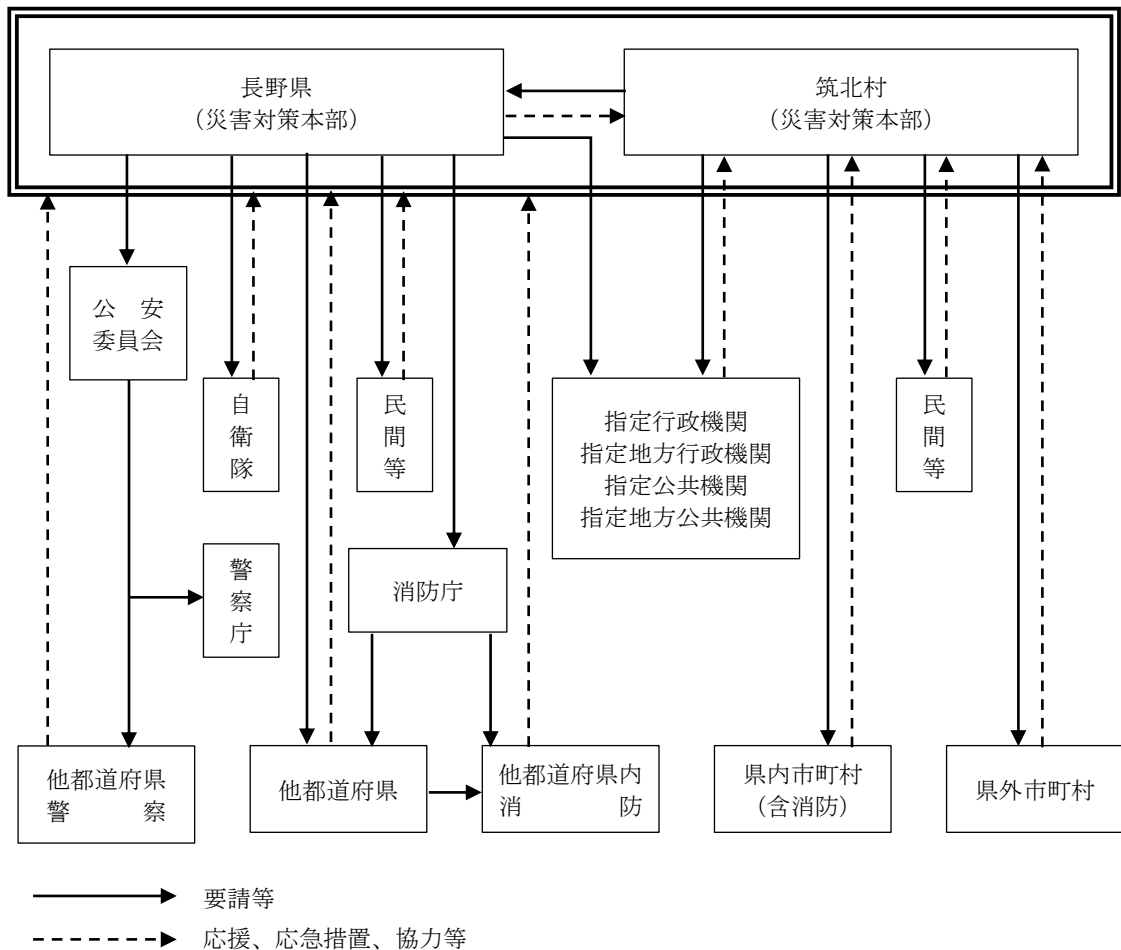 長野県
（災害対策本部）
筑北村
（災害対策本部）
公　安
委員会
自衛隊
民間等
指定行政機関
指定地方行政機関
指定公共機関
指定地方公共機関
民間等
警察庁
消防庁
他都道府県
警　　　察
他都道府県
他都道府県内
消　　　　防
県内市町村
（含消防）
県外市町村
要請等
応援、応急措置、協力等